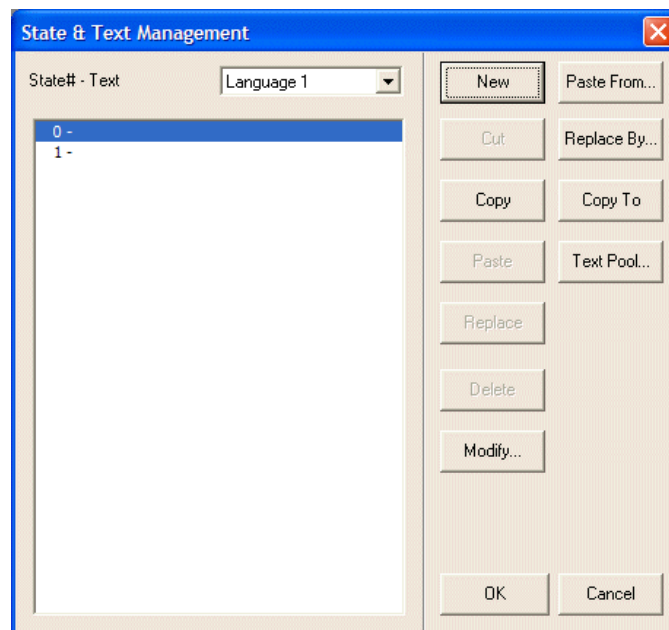 State & Text Management
State# - Text
Language 1
0 -
1 -
New
Paste From...
Cut
Replace By...
Copy
Copy To
Paste
Text Pool...
Replace
Delete
Modify...
OK
Cancel